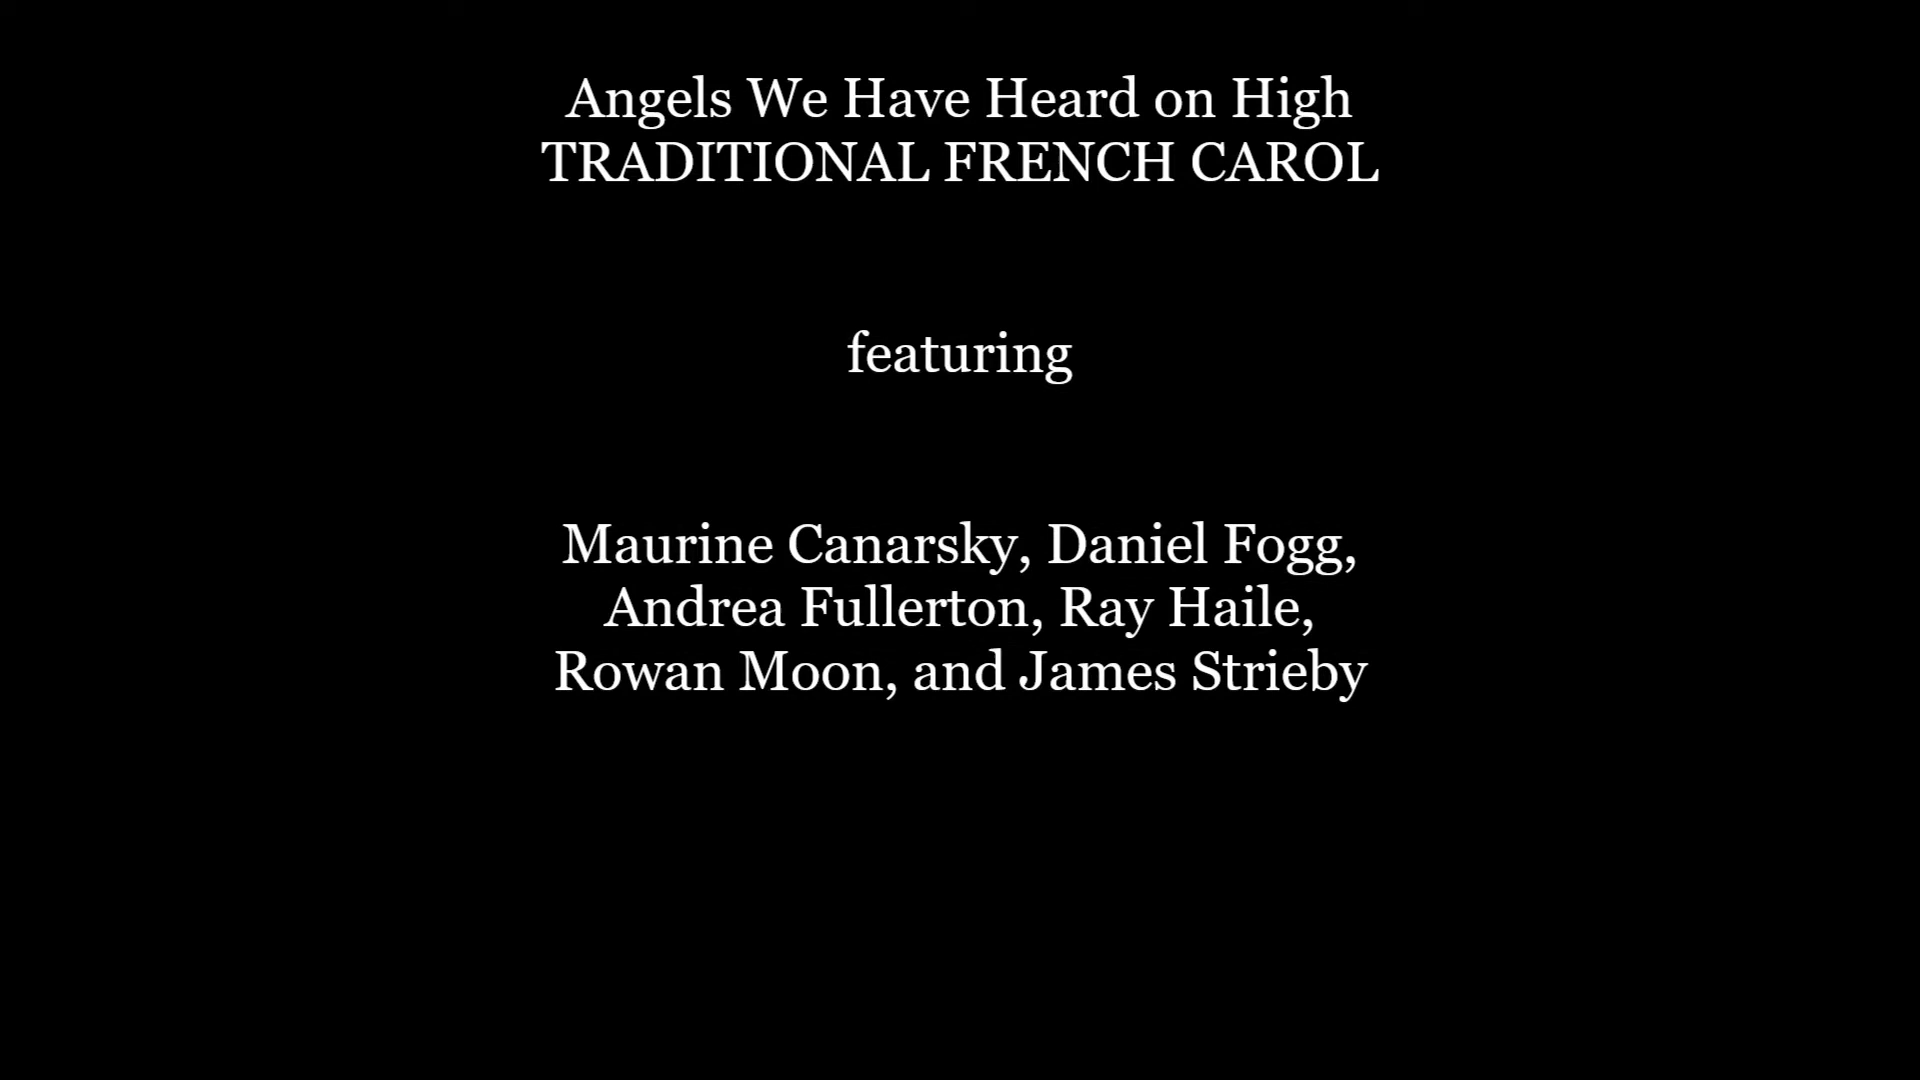 Angels We Have Heard on High
TRADITIONAL FRENCH CAROL
featuring
Maurine Canarsky, Daniel Fogg,
Andrea Fullerton, Ray Haile,
Rowan Moon, and James Strieby